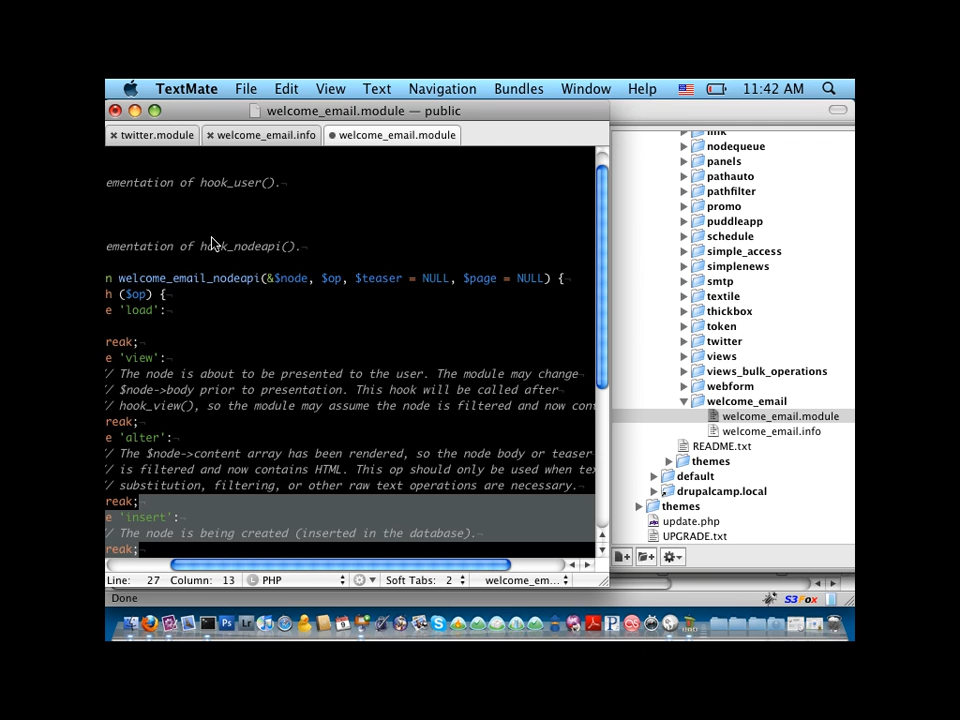 TextMate File Edit View Text Navigation Bundles Window Help 11:42 AM
welcome_email.module — public
twitter.module welcome_email.info welcome_email.module
ementation of hook_user().
ementation of hook_nodeapi().
n welcome_email_nodeapi(&$node, $op, $teaser = NULL, $page = NULL) {
h ($op) {
e 'load':
reak;
e 'view':
/ The node is about to be presented to the user. The module may change
/ $node->body prior to presentation. This hook will be called after
/ hook_view(), so the module may assume the node is filtered and now con
reak;
e 'alter':
/ The $node->content array has been rendered, so the node body or teaser
/ is filtered and now contains HTML. This op should only be used when tex
/ substitution, filtering, or other raw text operations are necessary.
reak;
e 'insert':
/ The node is being created (inserted in the database).
reak;
Line: 27 Column: 13 PHP Soft Tabs: 2 welcome_em...
Done
S3Fox
link
nodequeue
panels
pathauto
pathfilter
promo
puddleapp
schedule
simple_access
simplenews
smtp
textile
thickbox
token
twitter
views
views_bulk_operations
webform
welcome_email
welcome_email.module
welcome_email.info
README.txt
themes
default
drupalcamp.local
themes
update.php
UPGRADE.txt